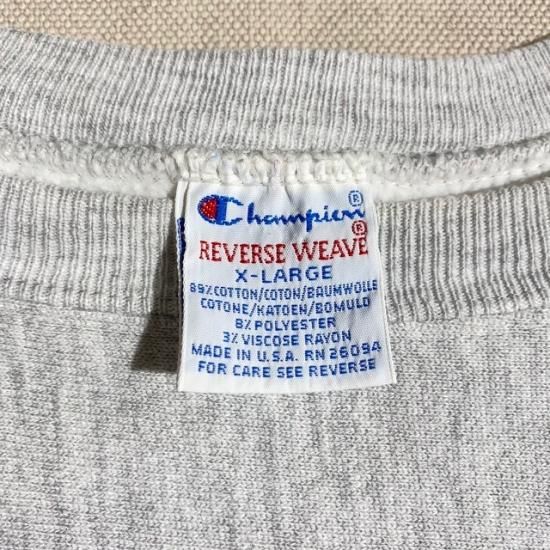 Champion®
REVERSE WEAVE®
X-LARGE
89% COTTON/COTON/BAUMWOLLE
COTONE/KATOEN/BOMULD
8% POLYESTER
3% VISCOSE RAYON
MADE IN U.S.A. RN 26094
FOR CARE SEE REVERSE